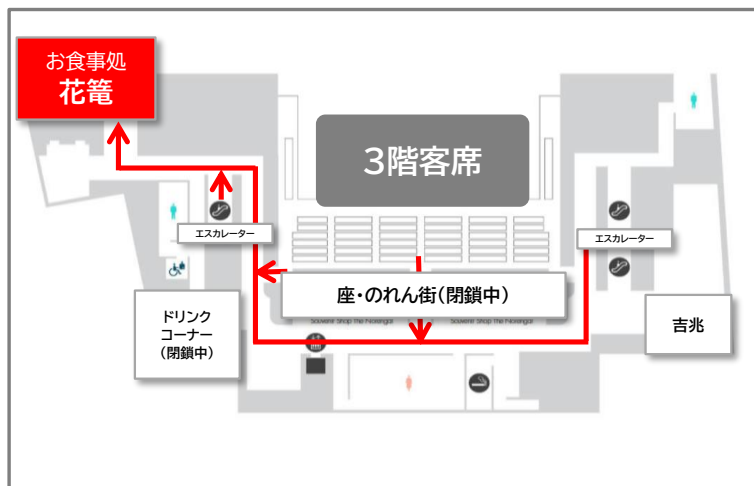 お食事処
花篭
3階客席
エスカレーター
エスカレーター
座・のれん街(閉鎖中)
ドリンク
コーナー
(閉鎖中)
吉兆